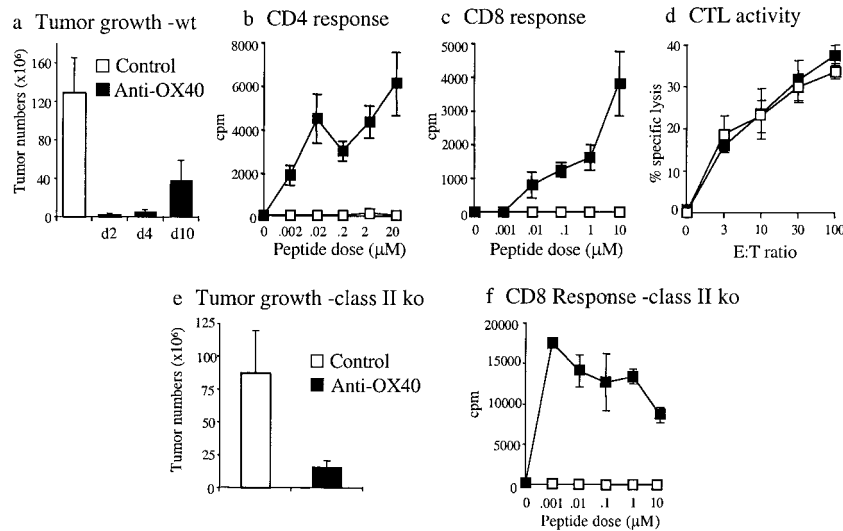 a Tumor growth -wt
Tumor numbers (x10⁶)
160
120
80
40
0
d2 d4 d10
Control
Anti-OX40
b CD4 response
cpm
8000
6000
4000
2000
0
0 .002 .02 .2 2 20
Peptide dose (μM)
c CD8 response
cpm
5000
4000
3000
2000
1000
0
0 .001 .01 .1 1 10
Peptide dose (μM)
d CTL activity
% specific lysis
40
30
20
10
0
0 3 10 30 100
E:T ratio
e Tumor growth -class II ko
Tumor numbers (x10⁶)
125
100
75
50
25
0
Control
Anti-OX40
f CD8 Response -class II ko
cpm
20000
15000
10000
5000
0
0 .001 .01 .1 1 10
Peptide dose (μM)